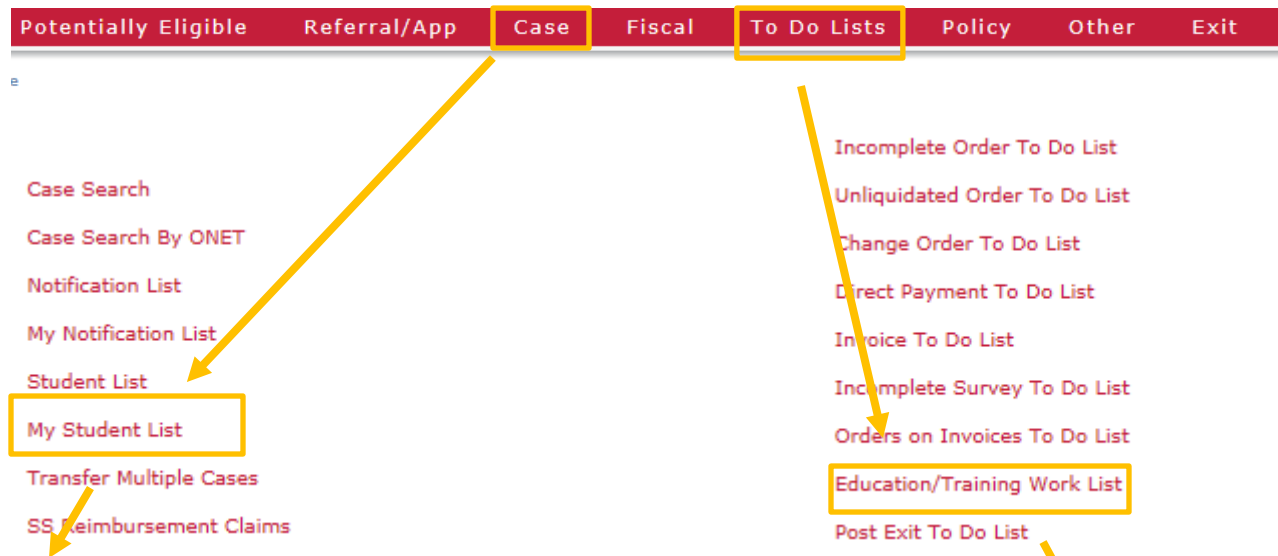 Potentially Eligible Referral/App Case Fiscal To Do Lists Policy Other Exit
e
Case Search
Case Search By ONET
Notification List
My Notification List
Student List
My Student List
Transfer Multiple Cases
SS Reimbursement Claims
Incomplete Order To Do List
Unliquidated Order To Do List
Change Order To Do List
Direct Payment To Do List
Invoice To Do List
Incomplete Survey To Do List
Orders on Invoices To Do List
Education/Training Work List
Post Exit To Do List